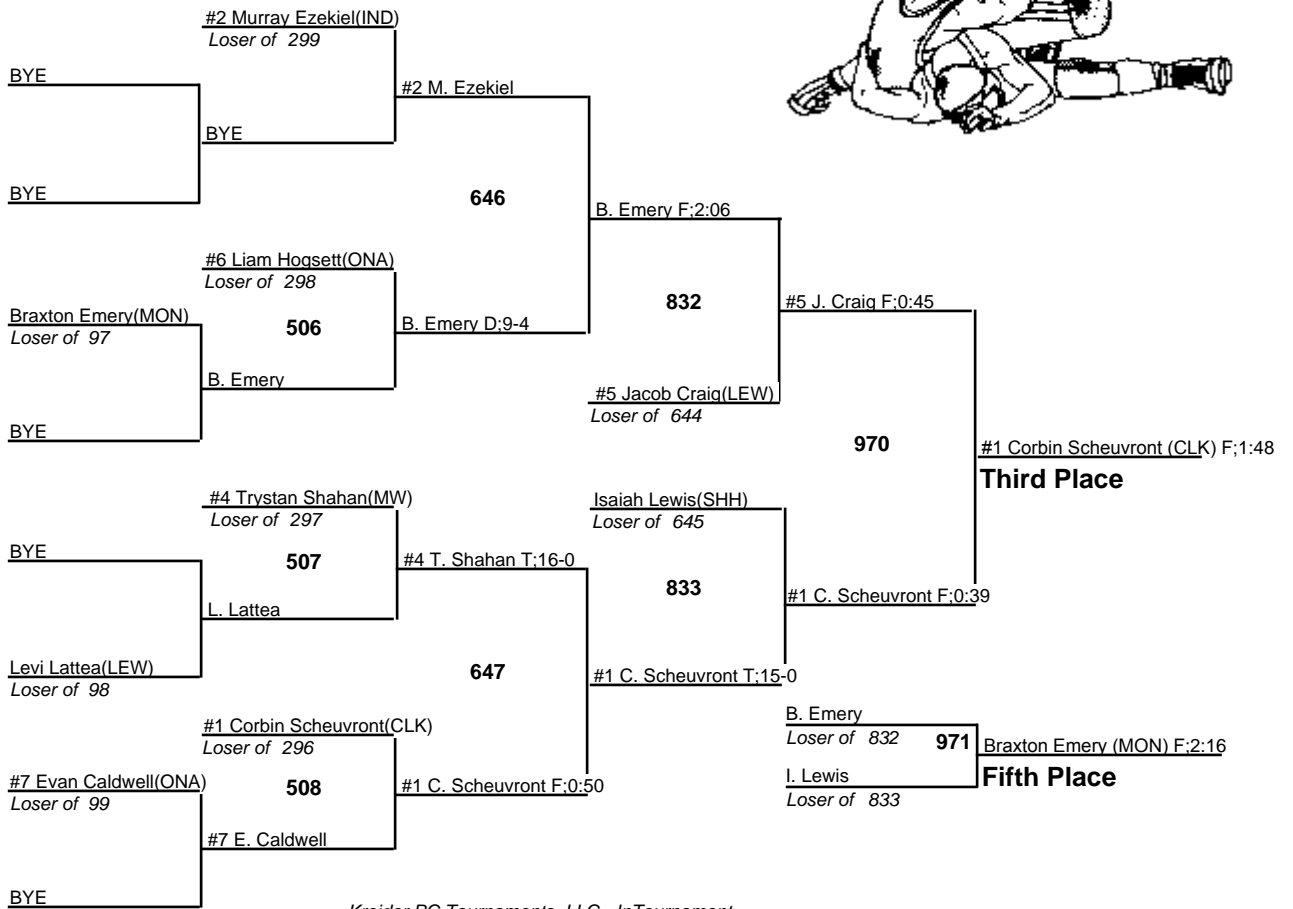 #2 Murray Ezekiel(IND)
Loser of 299
BYE
#2 M. Ezekiel
BYE
BYE
646
B. Emery F;2:06
#6 Liam Hogsett(ONA)
Loser of 298
Braxton Emery(MON)
Loser of 97
506
B. Emery D;9-4
832
#5 J. Craig F;0:45
B. Emery
#5 Jacob Craig(LEW)
Loser of 644
BYE
970
#1 Corbin Scheuvront (CLK) F;1:48
Third Place
#4 Trystan Shahan(MW)
Loser of 297
Isaiah Lewis(SHH)
Loser of 645
BYE
507
#4 T. Shahan T;16-0
833
#1 C. Scheuvront F;0:39
L. Lattea
Levi Lattea(LEW)
Loser of 98
647
#1 C. Scheuvront T;15-0
#1 Corbin Scheuvront(CLK)
Loser of 296
B. Emery
Loser of 832
971
Braxton Emery (MON) F;2:16
Fifth Place
#7 Evan Caldwell(ONA)
Loser of 99
508
#1 C. Scheuvront F;0:50
I. Lewis
Loser of 833
#7 E. Caldwell
BYE